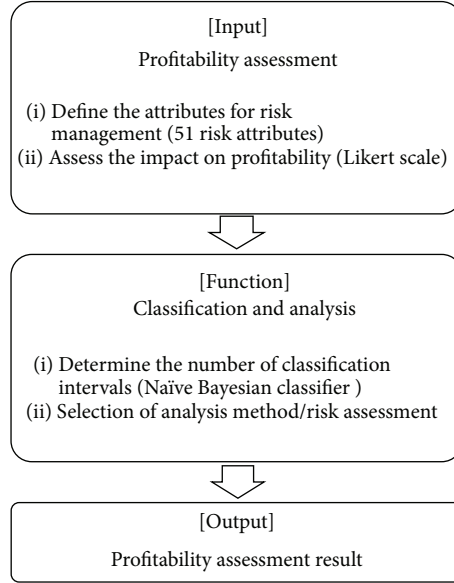 [Input]
Profitability assessment
(i) Define the attributes for risk
management (51 risk attributes)
(ii) Assess the impact on profitability (Likert scale)
[Function]
Classification and analysis
(i) Determine the number of classification
intervals (Naïve Bayesian classifier )
(ii) Selection of analysis method/risk assessment
[Output]
Profitability assessment result